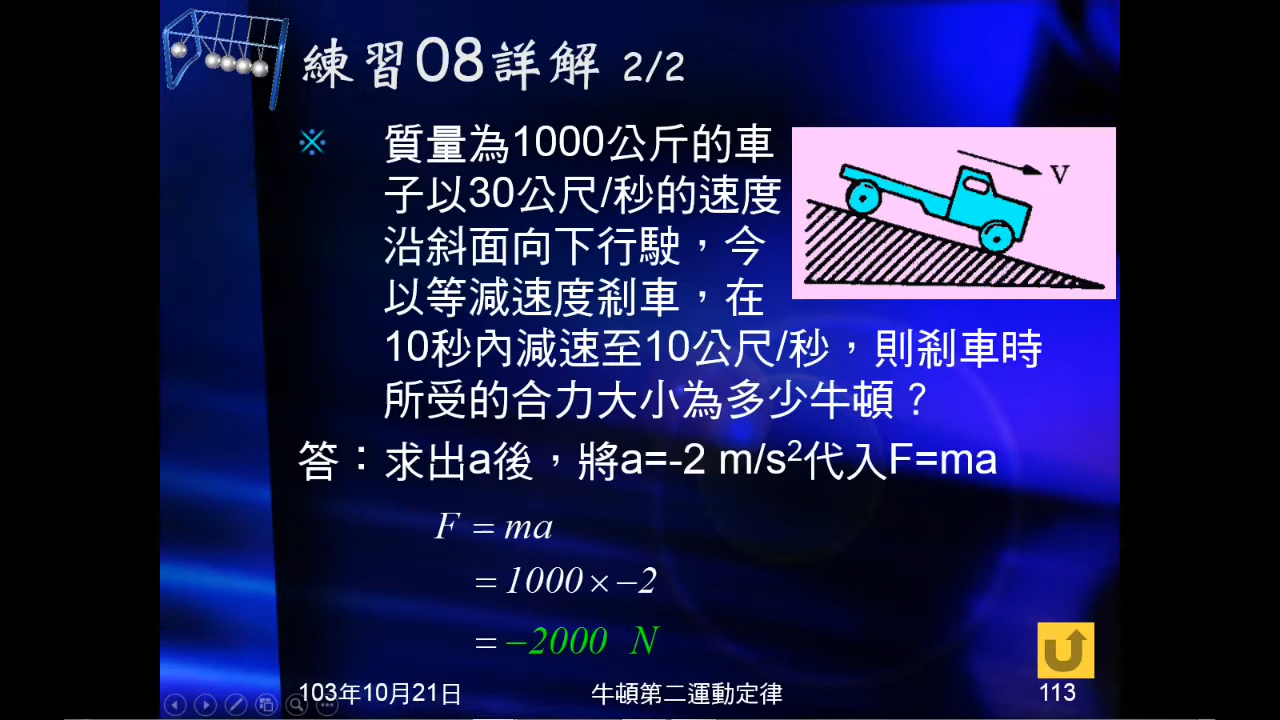 練習08詳解 2/2
※ 質量為1000公斤的車
子以30公尺/秒的速度
沿斜面向下行駛，今
以等減速度剎車，在
10秒內減速至10公尺/秒，則剎車時
所受的合力大小為多少牛頓？
V
答：求出a後，將a=-2 m/s²代入F=ma
F = ma
= 1000 × −2
= −2000 N
103年10月21日 牛頓第二運動定律 113